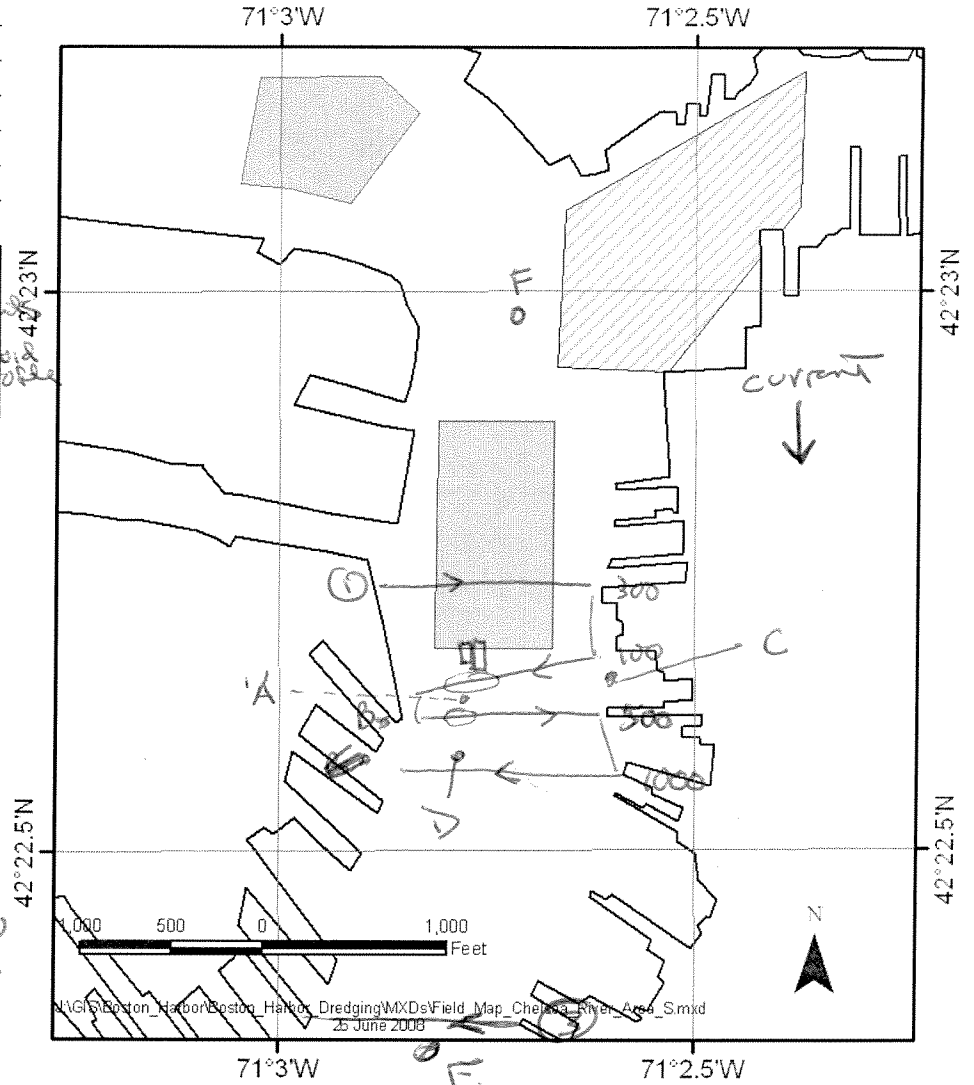 71°3'W 71°2.5'W
42°23'N 42°23'N
F
current
300
100
C
'A
B
500
1000
D
42°22.5'N 42°22.5'N
1,000 500 0 1,000
Feet
N
J:\GIS\Boston_Harbor\Boston_Harbor_Dredging\MXDs\Field_Map_Chelsea_River_Area_S.mxd
26 June 2008
71°3'W 71°2.5'W